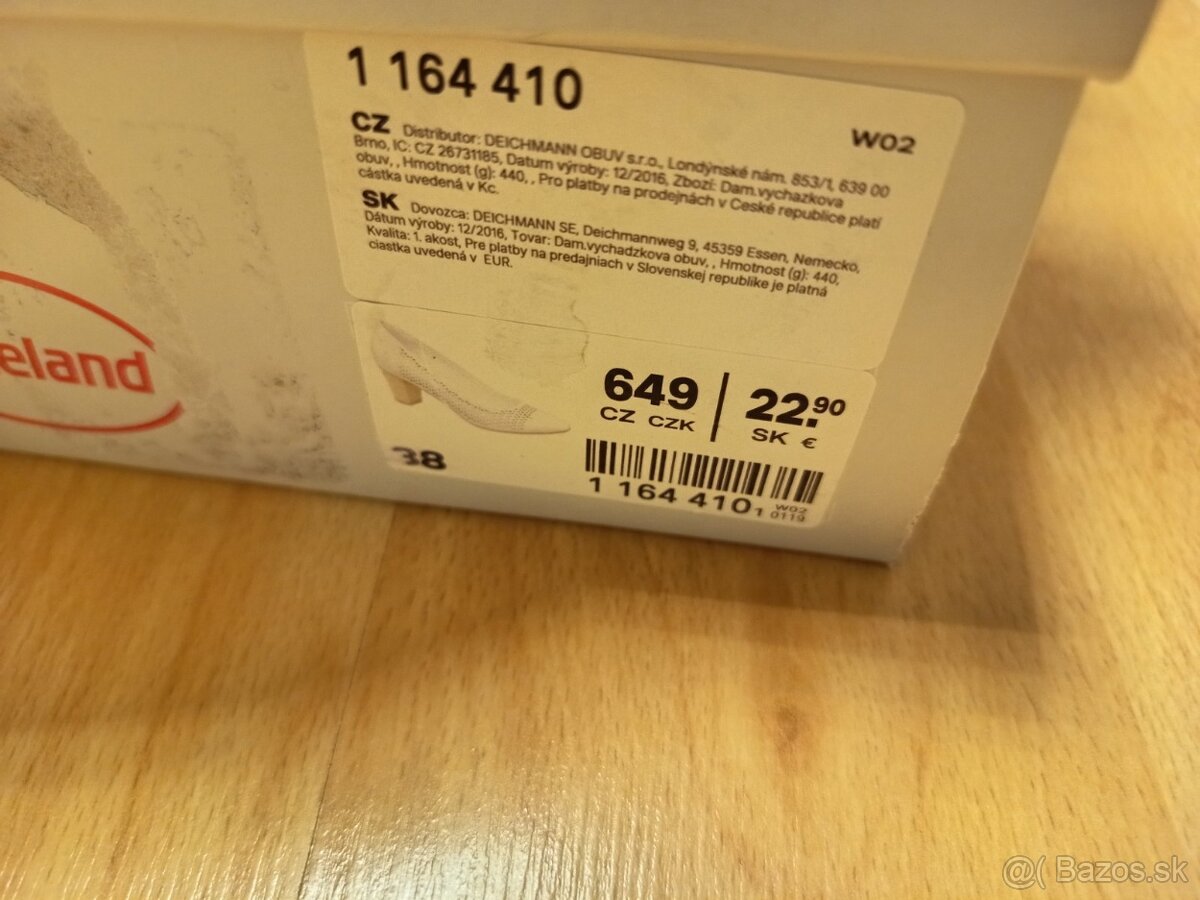 1 164 410
W02
CZ Distributor: DEICHMANN OBUV s.r.o., Londýnské nám. 853/1, 639 00
Brno, IC: CZ 26731185, Datum výroby: 12/2016, Zbozí: Dam.vychazkova
obuv, , Hmotnost (g): 440, , Pro platby na prodejnách v Ceské republice platí
cástka uvedená v Kc.
SK Dovozca: DEICHMANN SE, Deichmannweg 9, 45359 Essen, Nemecko,
Dátum výroby: 12/2016, Tovar: Dam.vychadzkova obuv, , Hmotnost (g): 440,
Kvalita: 1. akost, Pre platby na predajniach v Slovenskej republike je platná
ciastka uvedená v EUR.
eland
649 22.90
CZ CZK SK €
38
1 164 410 1 W02 0119
@( Bazos.sk